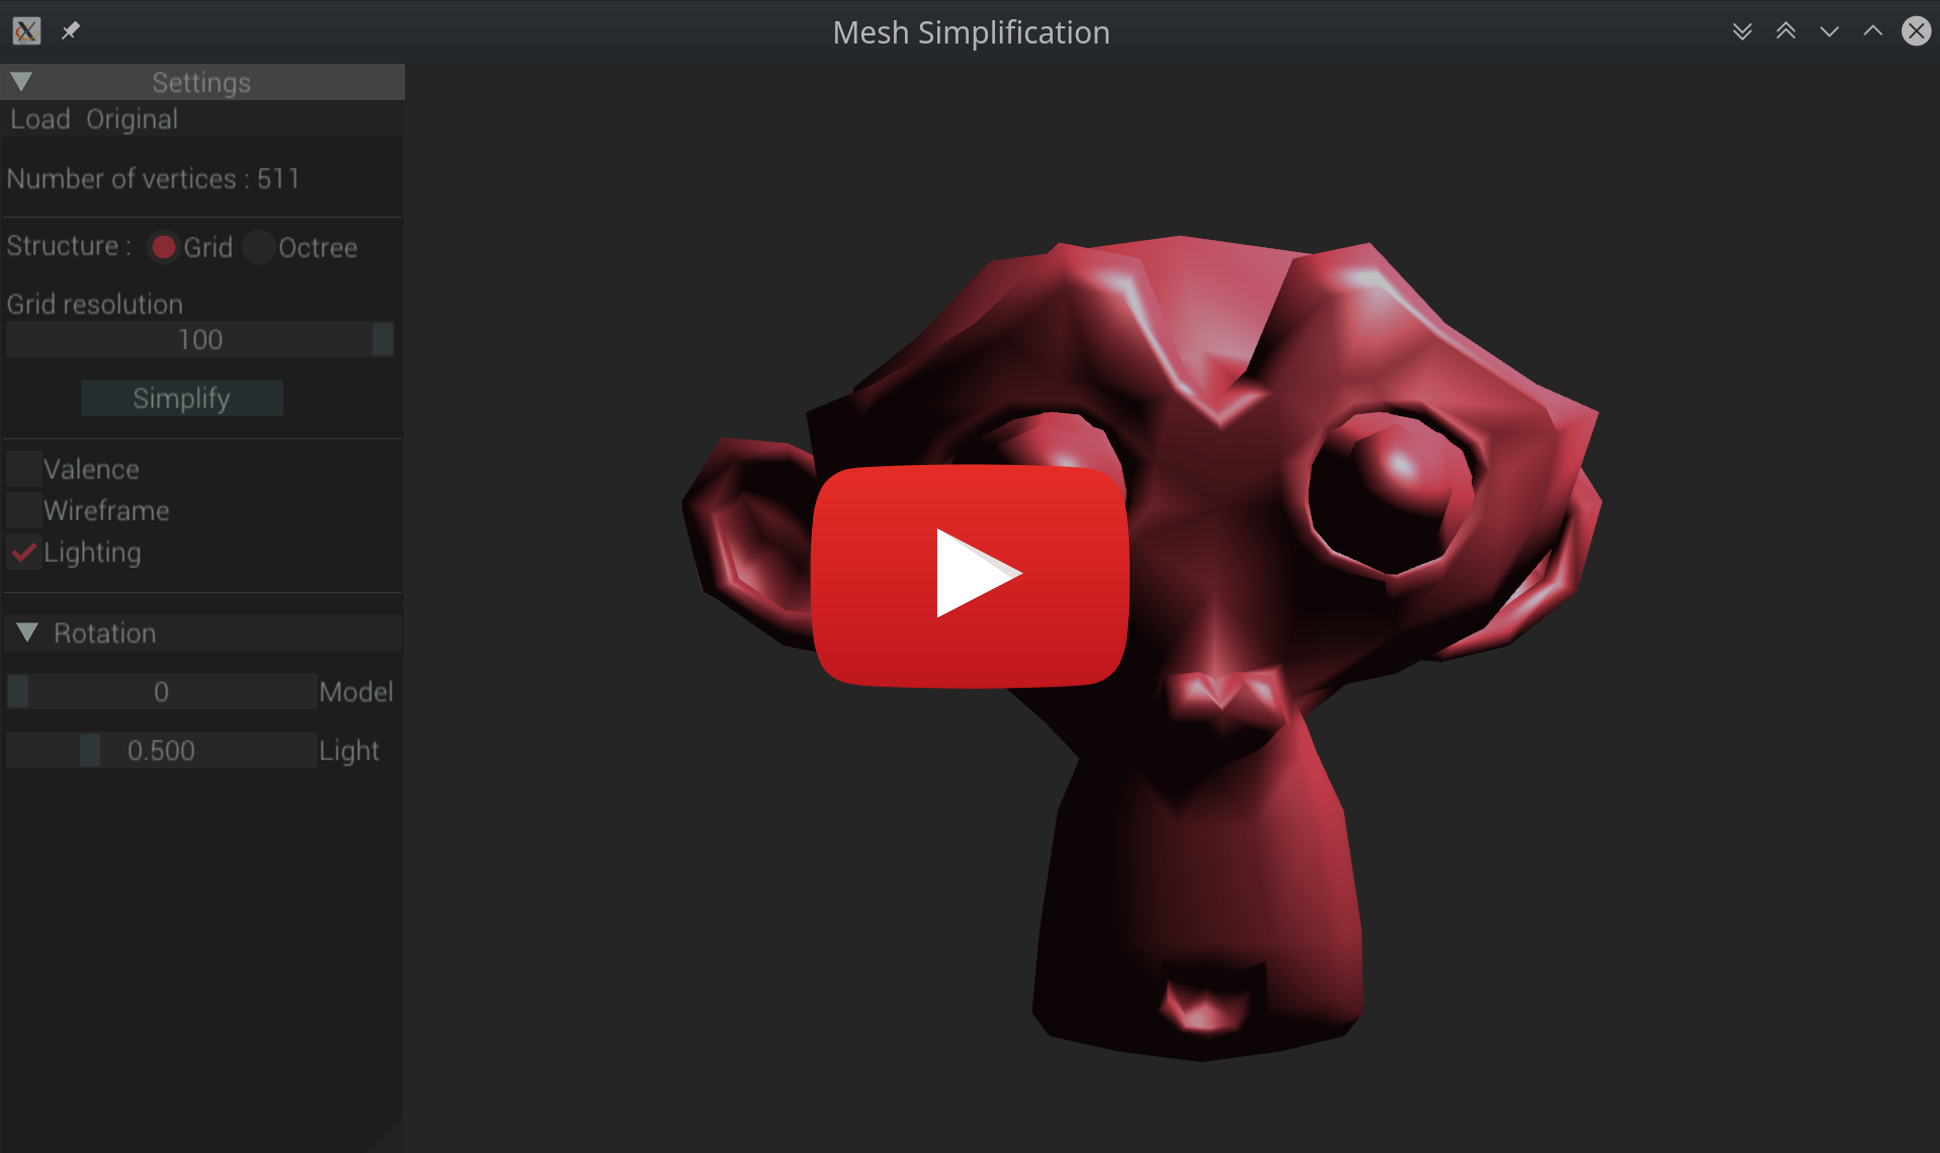 Mesh Simplification
Settings
Load Original
Number of vertices : 511
Structure : Grid Octree
Grid resolution
100
Simplify
Valence
Wireframe
Lighting
Rotation
0 Model
0.500 Light